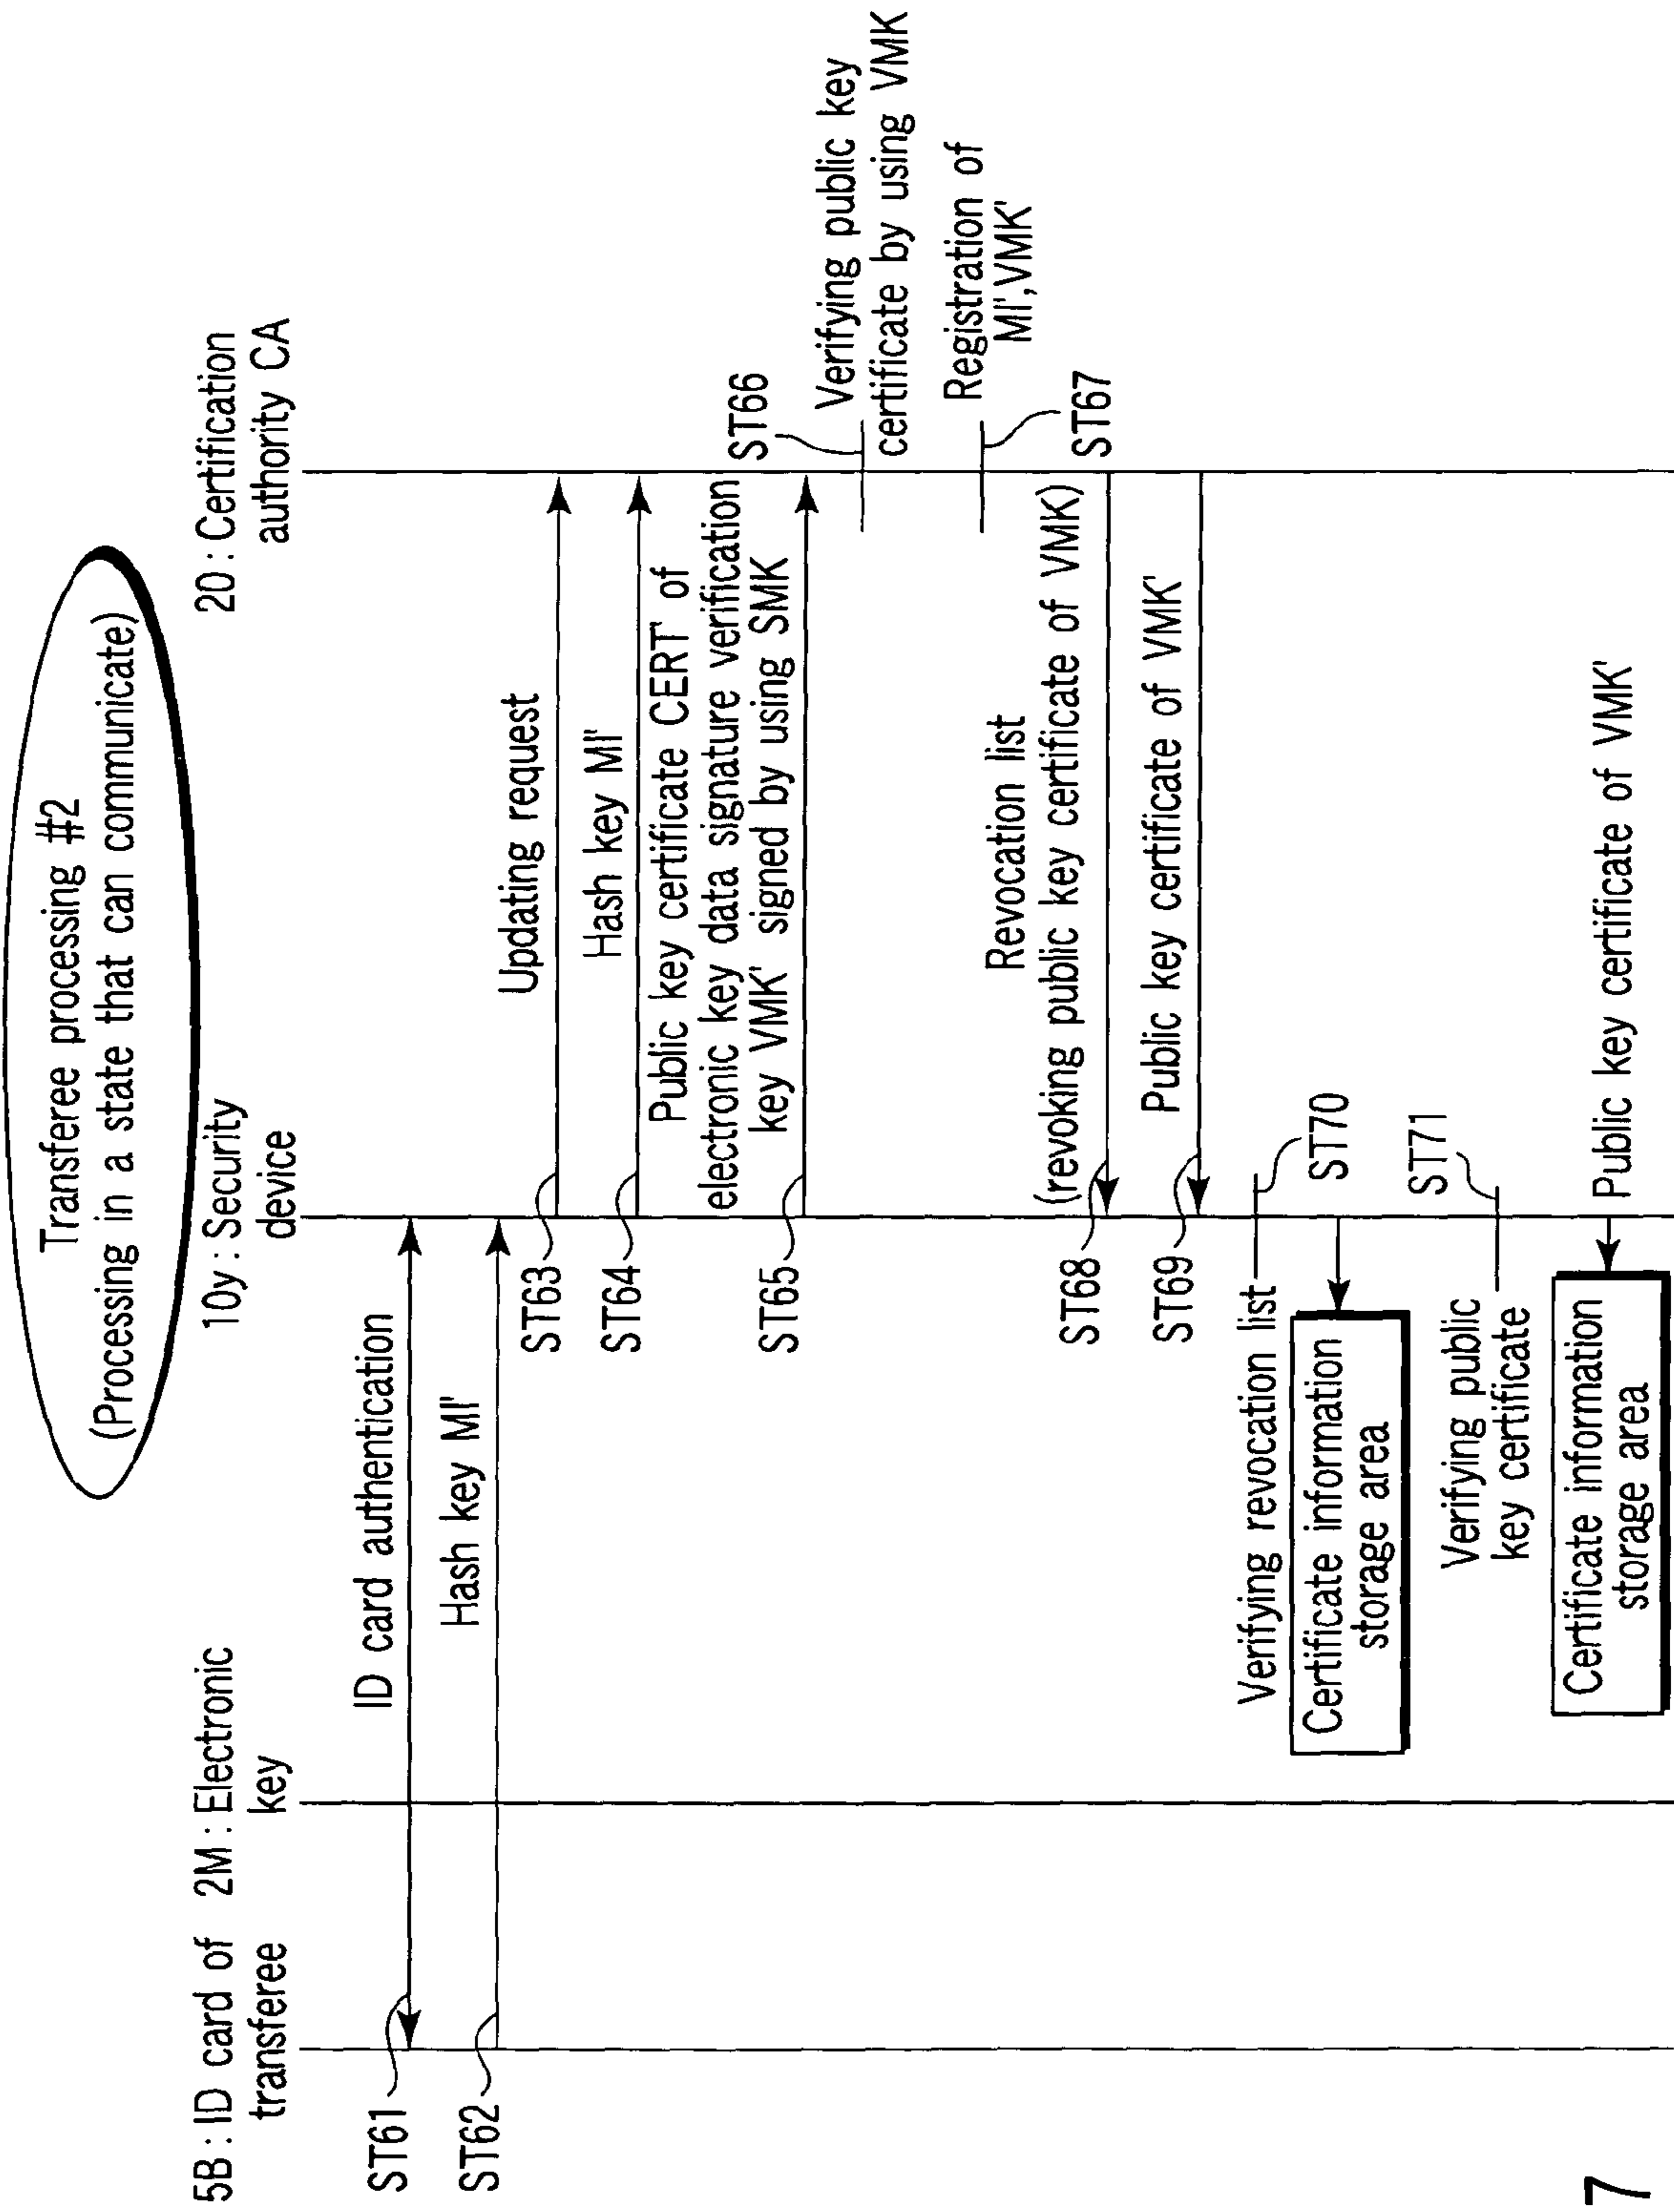 Transferee processing #2
(Processing in a state that can communicate)
5B : ID card of
transferee
2M : Electronic
key
10y : Security
device
20 : Certification
authority CA
ST61
ID card authentication
ST62
Hash key MI'
ST63
Updating request
ST64
Hash key MI'
Public key certificate CERT' of
electronic key data signature verification
key VMK' signed by using SMK
ST65
ST66
Verifying public key
certificate by using VMK
Registration of
MI',VMK'
ST67
Revocation list
(revoking public key certificate of VMK)
ST68
Public key certificate of VMK'
ST69
Verifying revocation list
ST70
Certificate information
storage area
Verifying public
key certificate
ST71
Public key certificate of VMK'
Certificate information
storage area
7